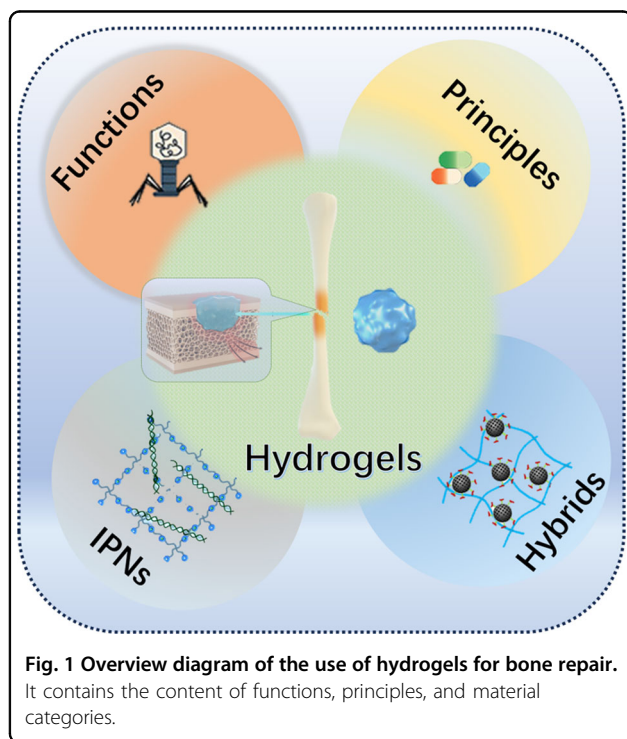 Functions
Principles
Hydrogels
IPNs
Hybrids
Fig. 1 Overview diagram of the use of hydrogels for bone repair.
It contains the content of functions, principles, and material
categories.